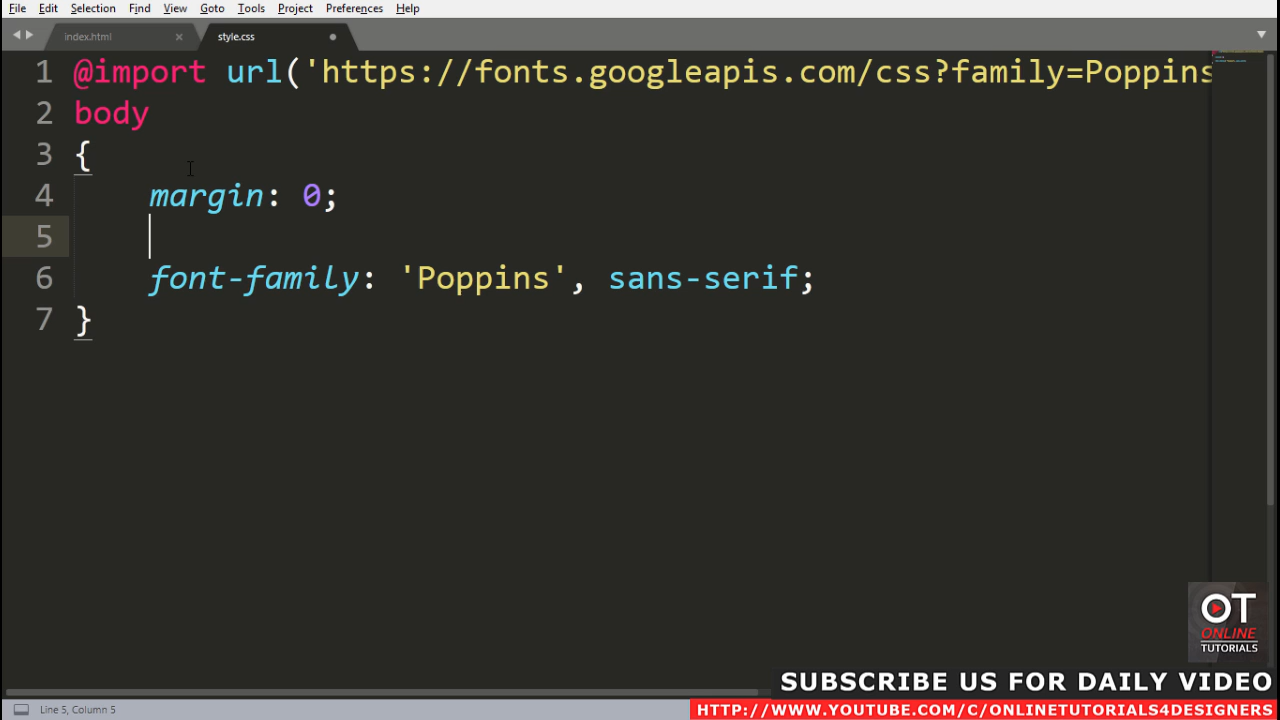 File Edit Selection Find View Goto Tools Project Preferences Help
index.html style.css
1 @import url('https://fonts.googleapis.com/css?family=Poppins
2 body
3 {
4 margin: 0;
5
6 font-family: 'Poppins', sans-serif;
7 }
OT
ONLINE
TUTORIALS
SUBSCRIBE US FOR DAILY VIDEO
Line 5, Column 5
HTTP://WWW.YOUTUBE.COM/C/ONLINETUTORIALS4DESIGNERS